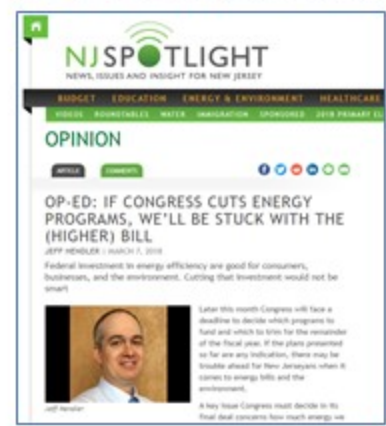 NJSPOTLIGHT
NEWS, ISSUES AND INSIGHT FOR NEW JERSEY
BUDGET EDUCATION ENERGY & ENVIRONMENT HEALTHCARE
VIDEOS ROUNDTABLES WATER IMMIGRATION SPONSORED 2018 PRIMARY EL
OPINION
ARTICLE COMMENTS
OP-ED: IF CONGRESS CUTS ENERGY
PROGRAMS, WE'LL BE STUCK WITH THE
(HIGHER) BILL
JEFF HENDLER | MARCH 7, 2018
Federal investment in energy efficiency are good for consumers,
businesses, and the environment. Cutting that investment would not be
smart
Later this month Congress will face a
deadline to decide which programs to
fund and which to trim for the remainder
of the fiscal year. If the plans presented
so far are any indication, there may be
trouble ahead for New Jerseyans when it
comes to energy bills and the
environment.
Jeff Hendler
A key issue Congress must decide in its
final deal concerns how much energy we